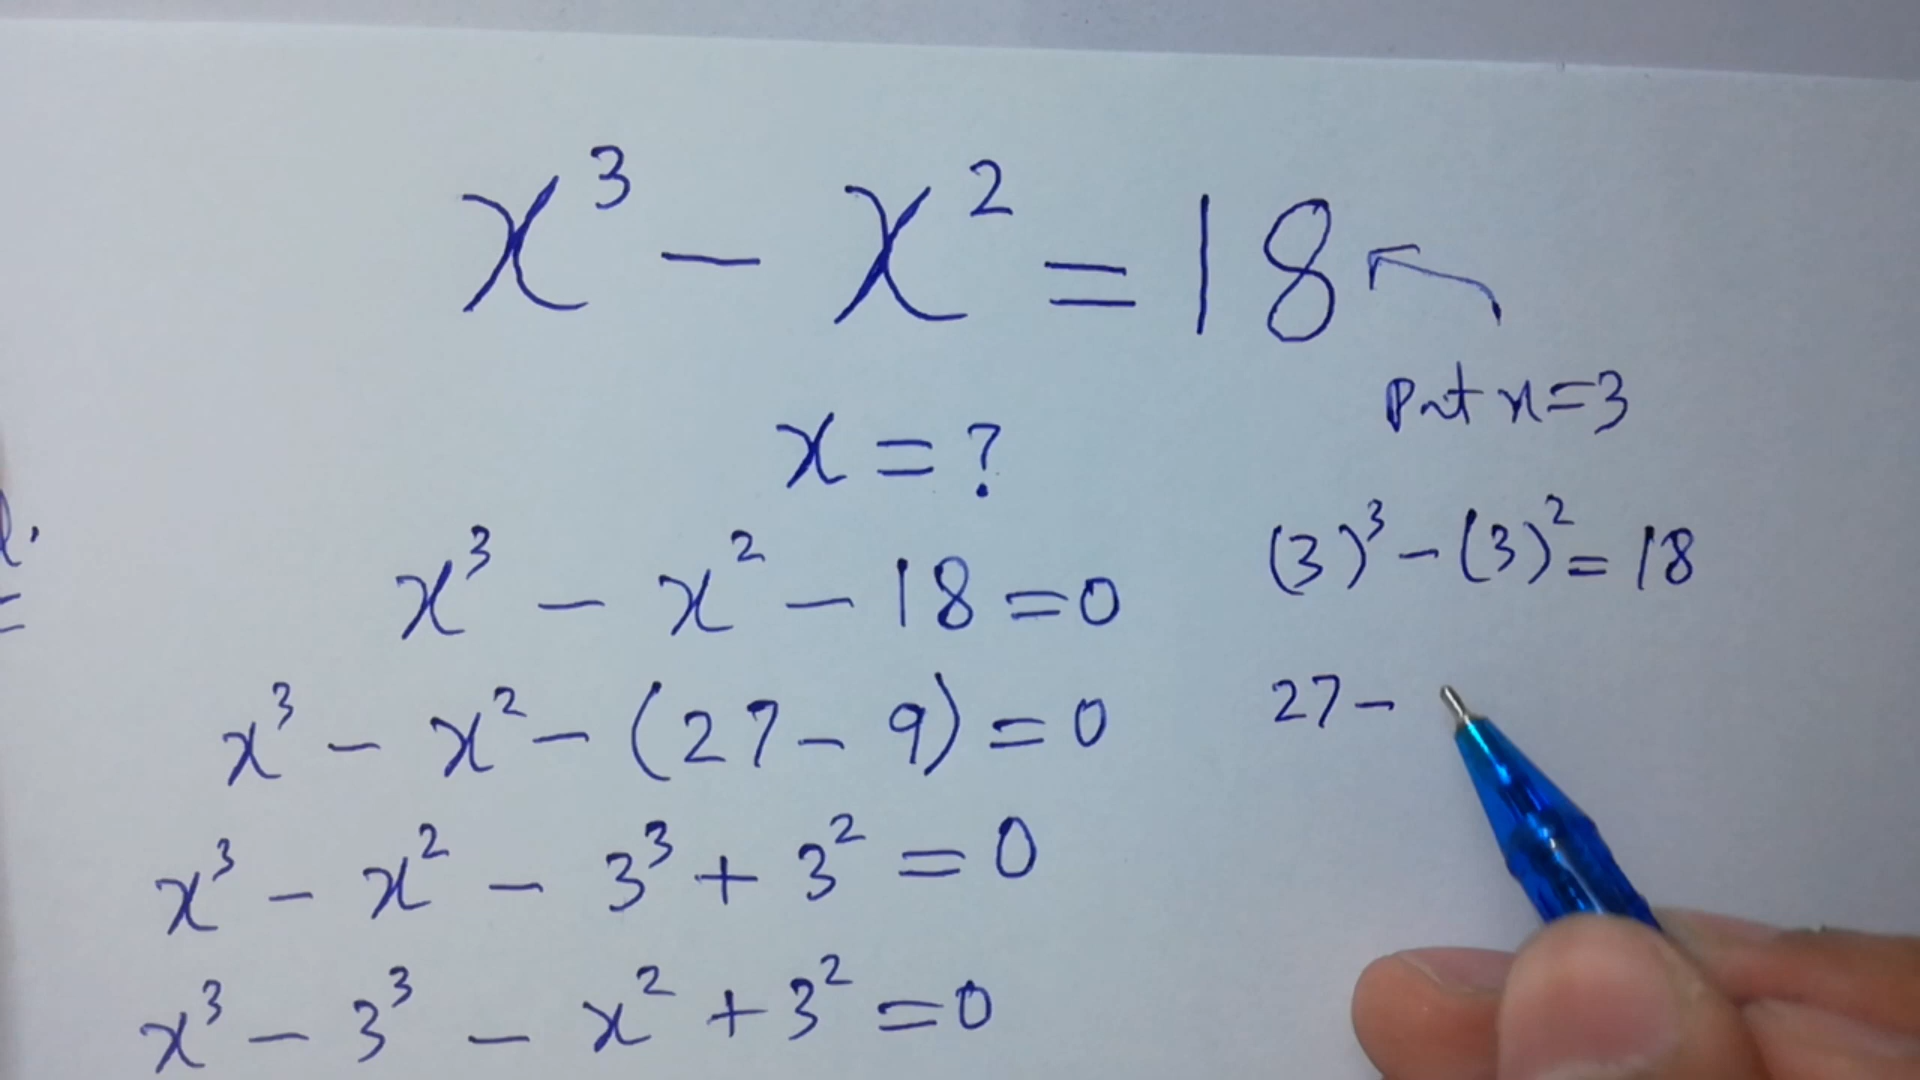 x³ - x² = 18
Put x=3
x = ?
(3)³ - (3)² = 18
x³ - x² - 18 = 0
27 -
x³ - x² - (27 - 9) = 0
x³ - x² - 3³ + 3² = 0
x³ - 3³ - x² + 3² = 0